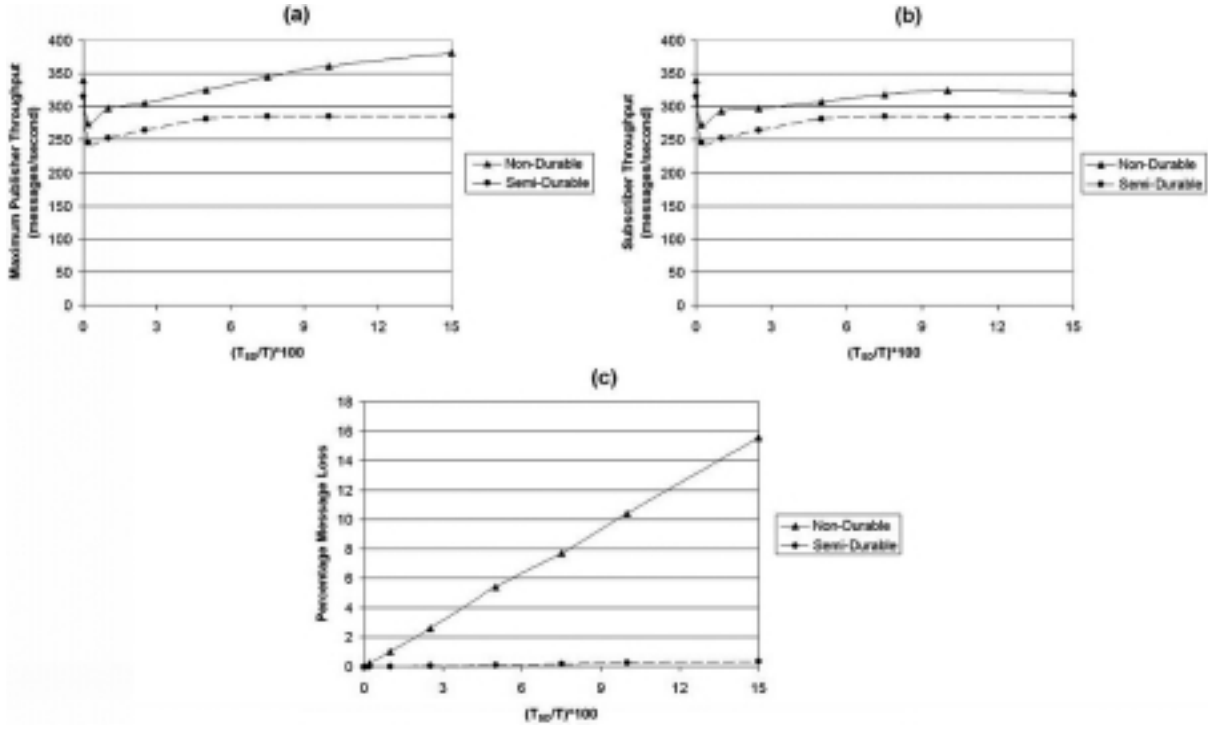 (a)
Maximum Publisher Throughput
(messages/second)
400
350
300
250
200
150
100
50
0
0 3 6 9 12 15
(T_SD/T)*100
Non-Durable
Semi-Durable
(b)
Subscriber Throughput
(messages/second)
400
350
300
250
200
150
100
50
0
0 3 6 9 12 15
(T_SD/T)*100
Non-Durable
Semi-Durable
(c)
Percentage Message Loss
18
16
14
12
10
8
6
4
2
0
0 3 6 9 12 15
(T_SD/T)*100
Non-Durable
Semi-Durable